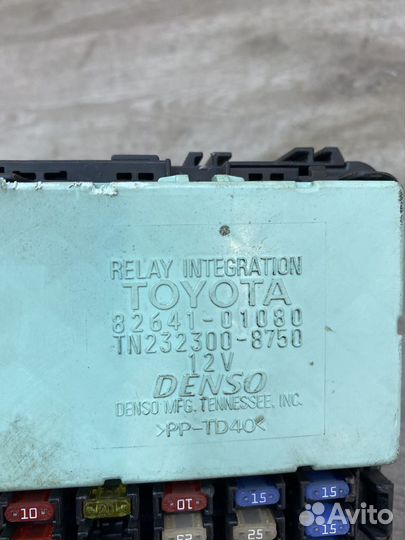 RELAY INTEGRATION
TOYOTA
82641-01080
TN232300-8750
12V
DENSO
DENSO MFG. TENNESSEE, INC.
>PP-TD40<
10 10 15 15
25 15
Avito